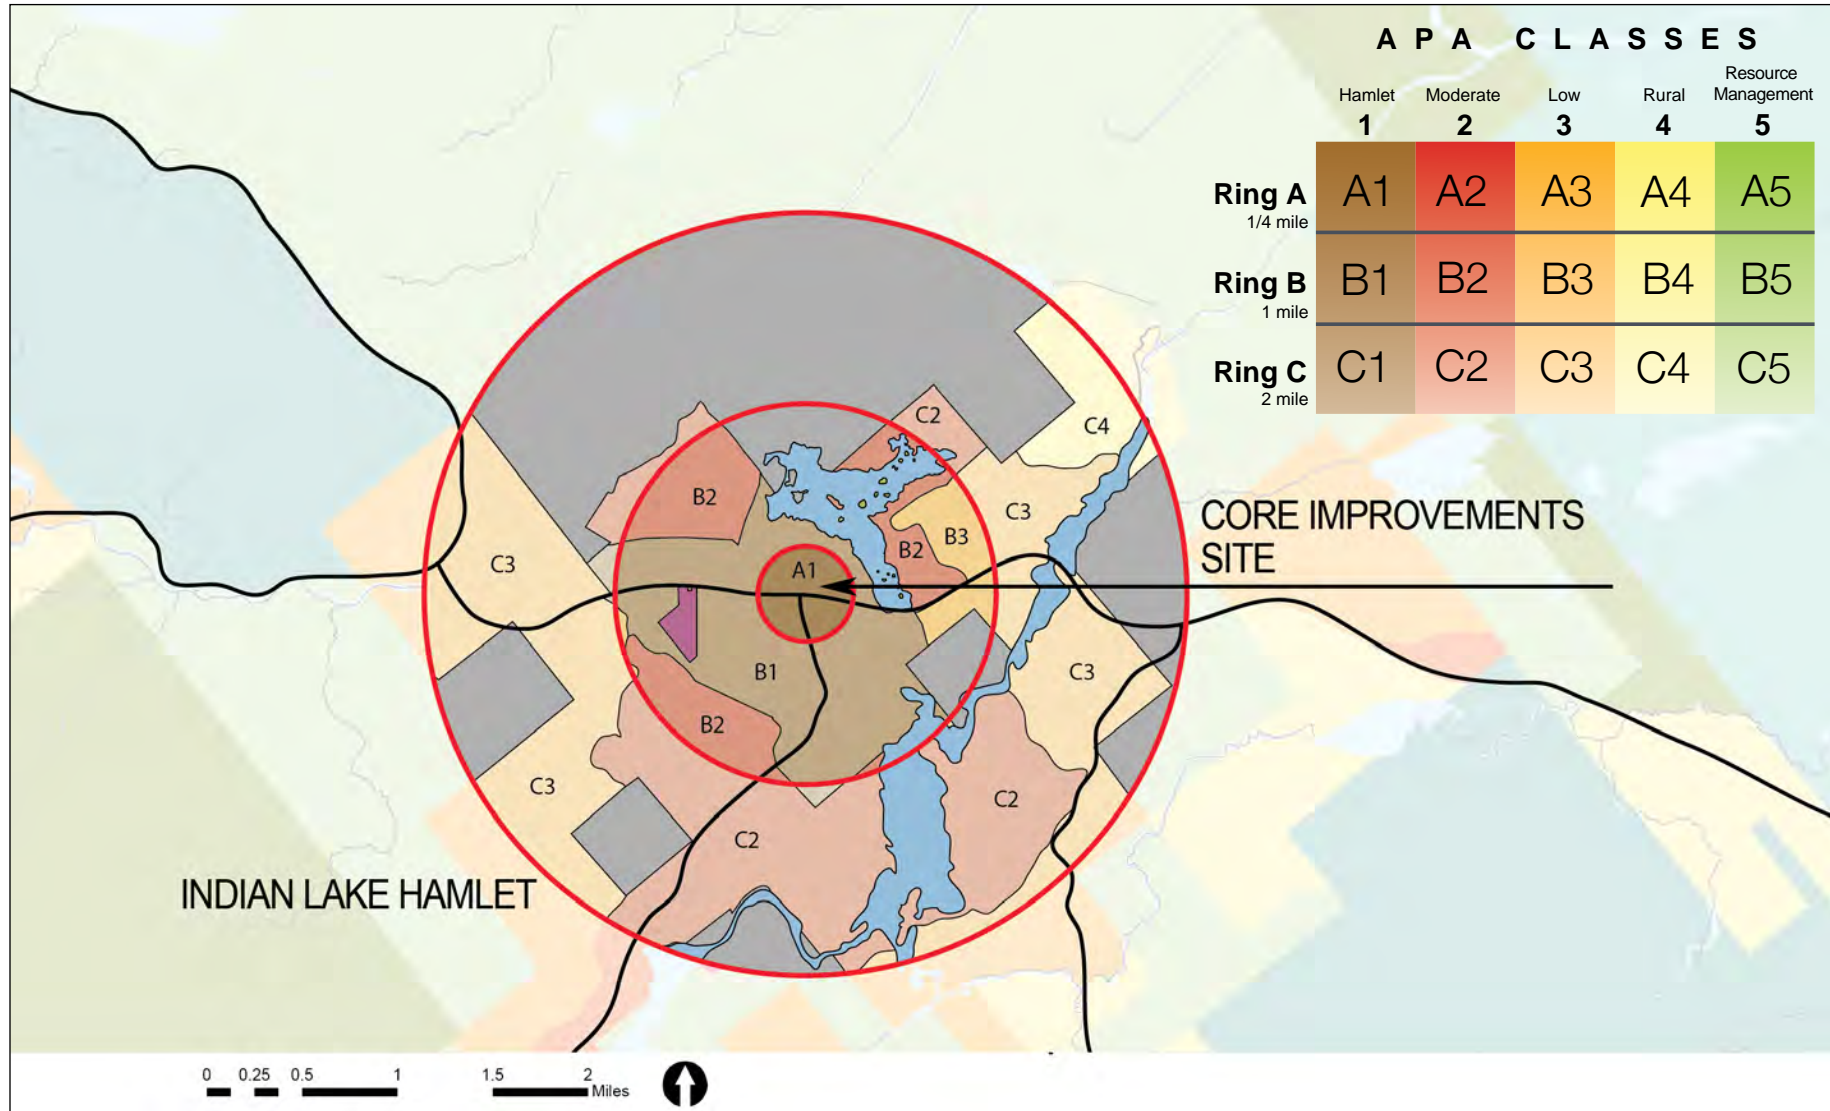 A P A C L A S S E S
Hamlet Moderate Low Rural Resource Management
1 2 3 4 5
Ring A 1/4 mile A1 A2 A3 A4 A5
Ring B 1 mile B1 B2 B3 B4 B5
Ring C 2 mile C1 C2 C3 C4 C5
C2
C4
B2
C3
CORE IMPROVEMENTS
SITE
B3
B2
C3
A1
B1
C3
B2
C3
C2
C2
INDIAN LAKE HAMLET
0 0.25 0.5 1 1.5 2
Miles